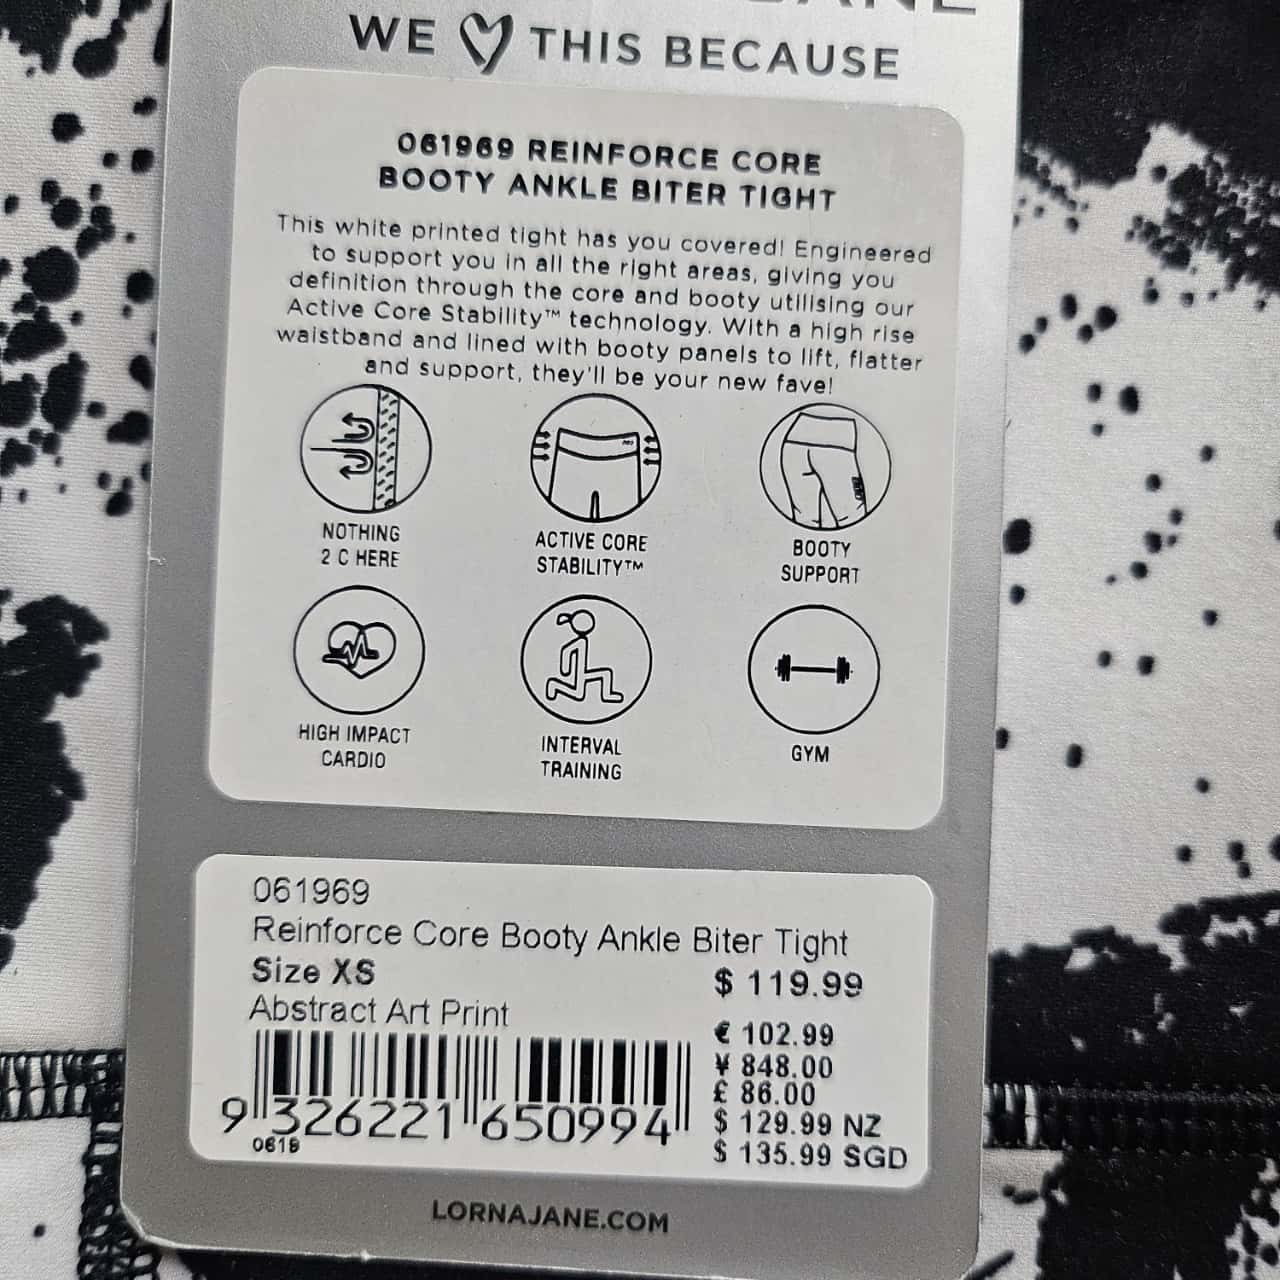 WE THIS BECAUSE
061969 REINFORCE CORE
BOOTY ANKLE BITER TIGHT
This white printed tight has you covered! Engineered
to support you in all the right areas, giving you
definition through the core and booty utilising our
Active Core Stability™ technology. With a high rise
waistband and lined with booty panels to lift, flatter
and support, they'll be your new fave!
NOTHING
2 C HERE
ACTIVE CORE
STABILITY™
BOOTY
SUPPORT
HIGH IMPACT
CARDIO
INTERVAL
TRAINING
GYM
061969
Reinforce Core Booty Ankle Biter Tight
Size XS
$ 119.99
Abstract Art Print
€ 102.99
¥ 848.00
£ 86.00
$ 129.99 NZ
$ 135.99 SGD
9 326221 650994
0618
LORNAJANE.COM